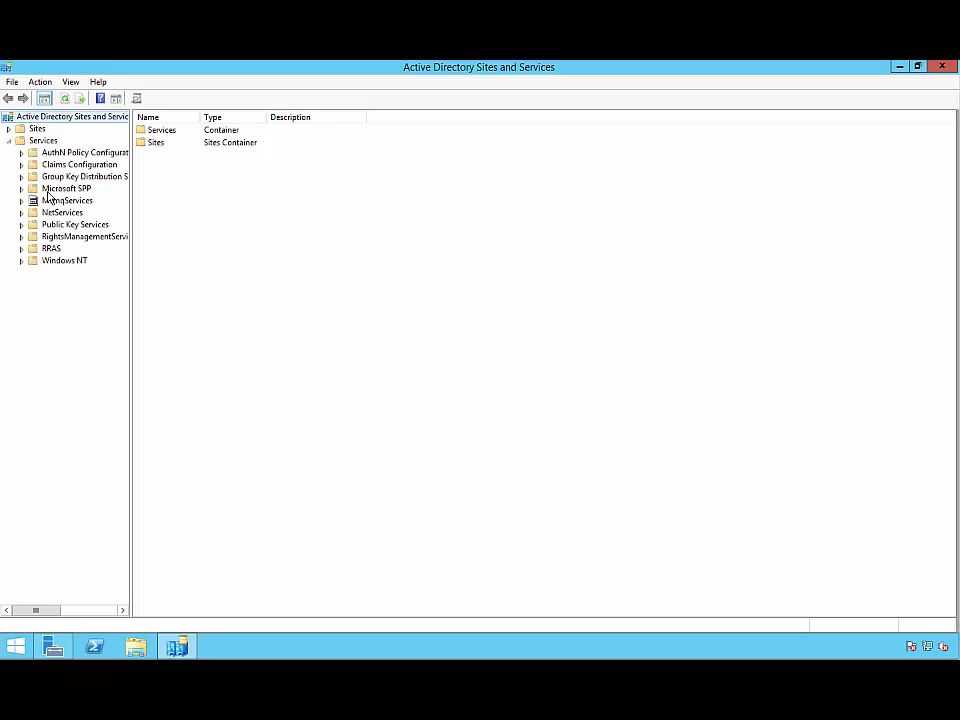 Active Directory Sites and Services
File Action View Help
Active Directory Sites and Servic
Sites
Services
AuthN Policy Configurat
Claims Configuration
Group Key Distribution S
Microsoft SPP
NetServices
Public Key Services
RightsManagementServi
RRAS
Windows NT
Name Type Description
Services Container
Sites Sites Container